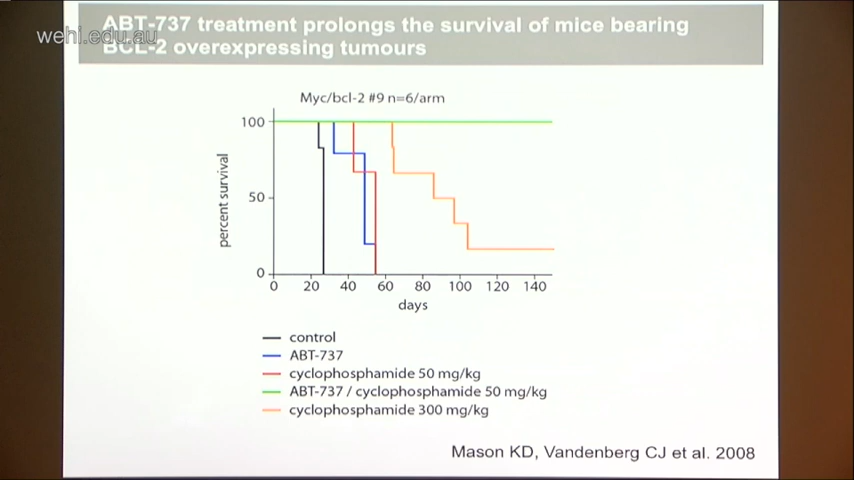 ABT-737 treatment prolongs the survival of mice bearing
wehi.edu.au
BCL-2 overexpressing tumours
Myc/bcl-2 #9 n=6/arm
100
50
0
percent survival
0 20 40 60 80 100 120 140
days
control
ABT-737
cyclophosphamide 50 mg/kg
ABT-737 / cyclophosphamide 50 mg/kg
cyclophosphamide 300 mg/kg
Mason KD, Vandenberg CJ et al. 2008